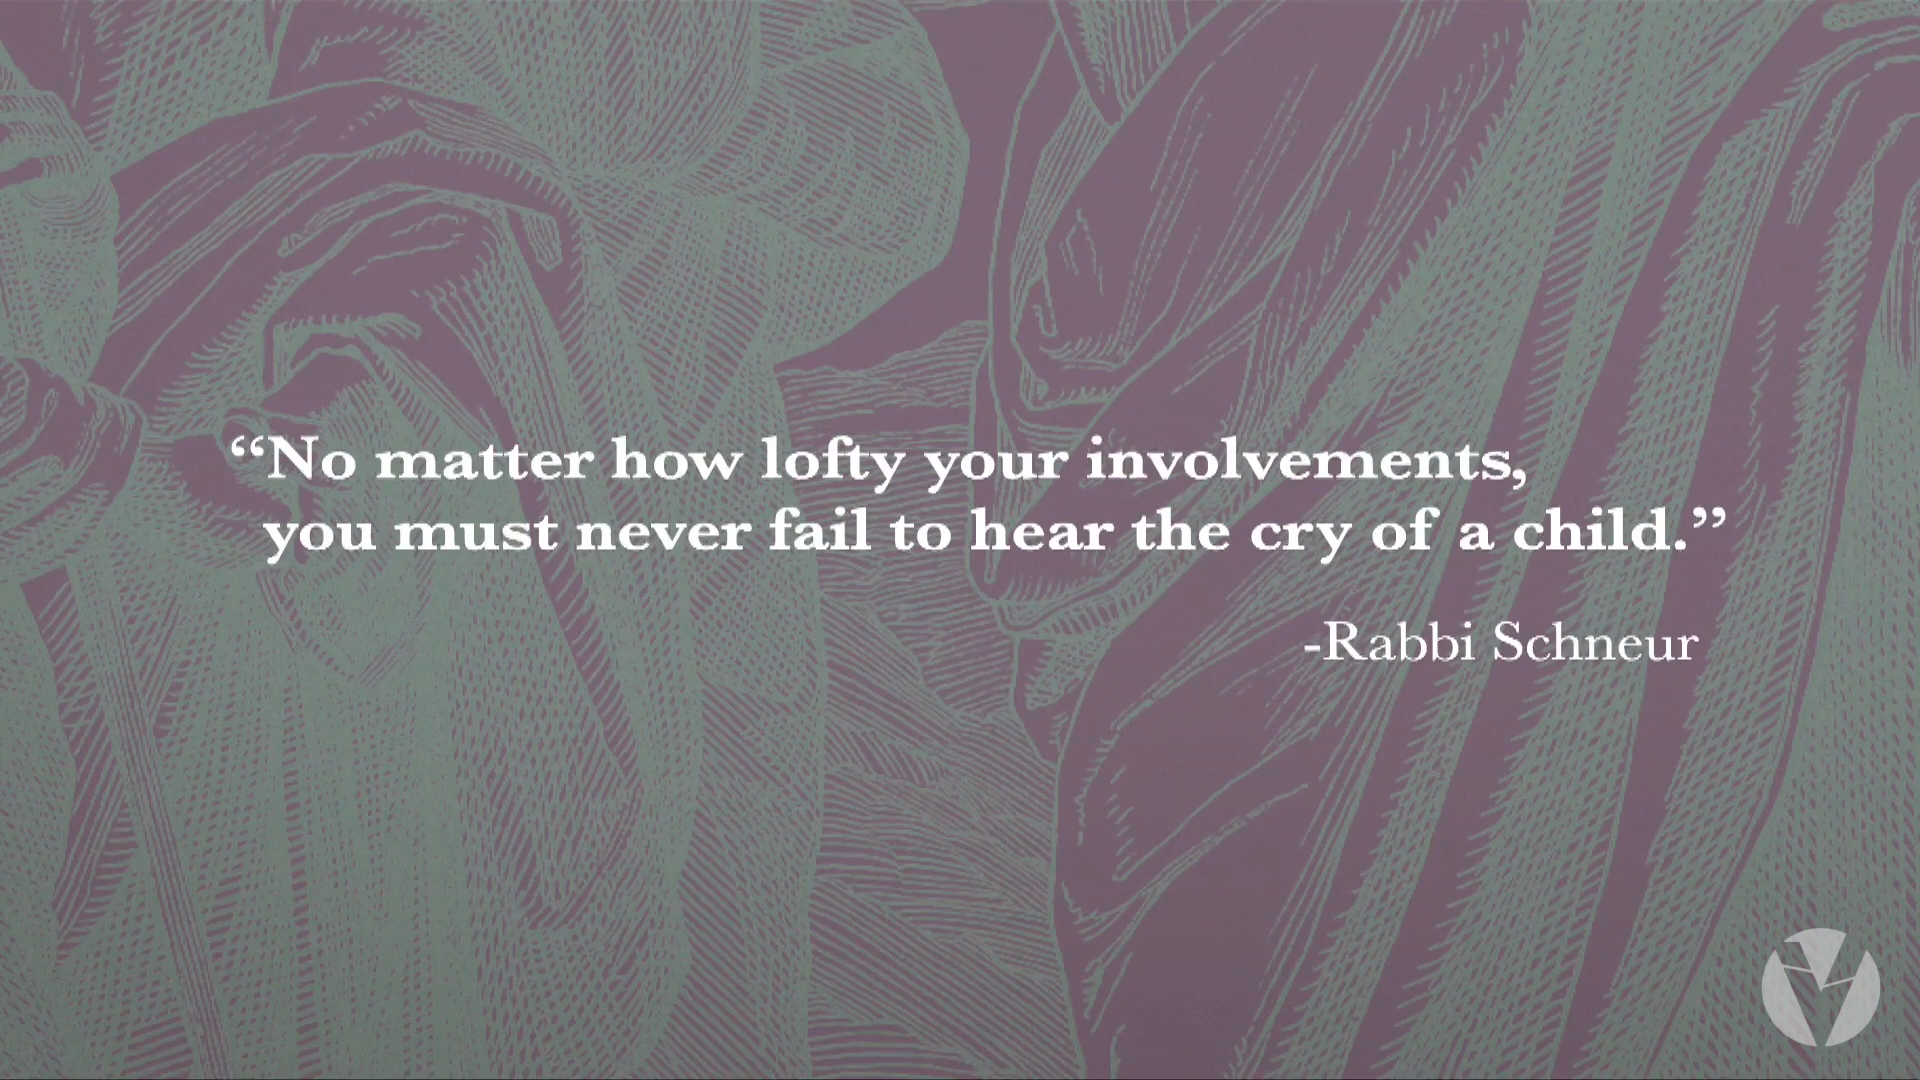 “No matter how lofty your involvements,
you must never fail to hear the cry of a child.”
-Rabbi Schneur